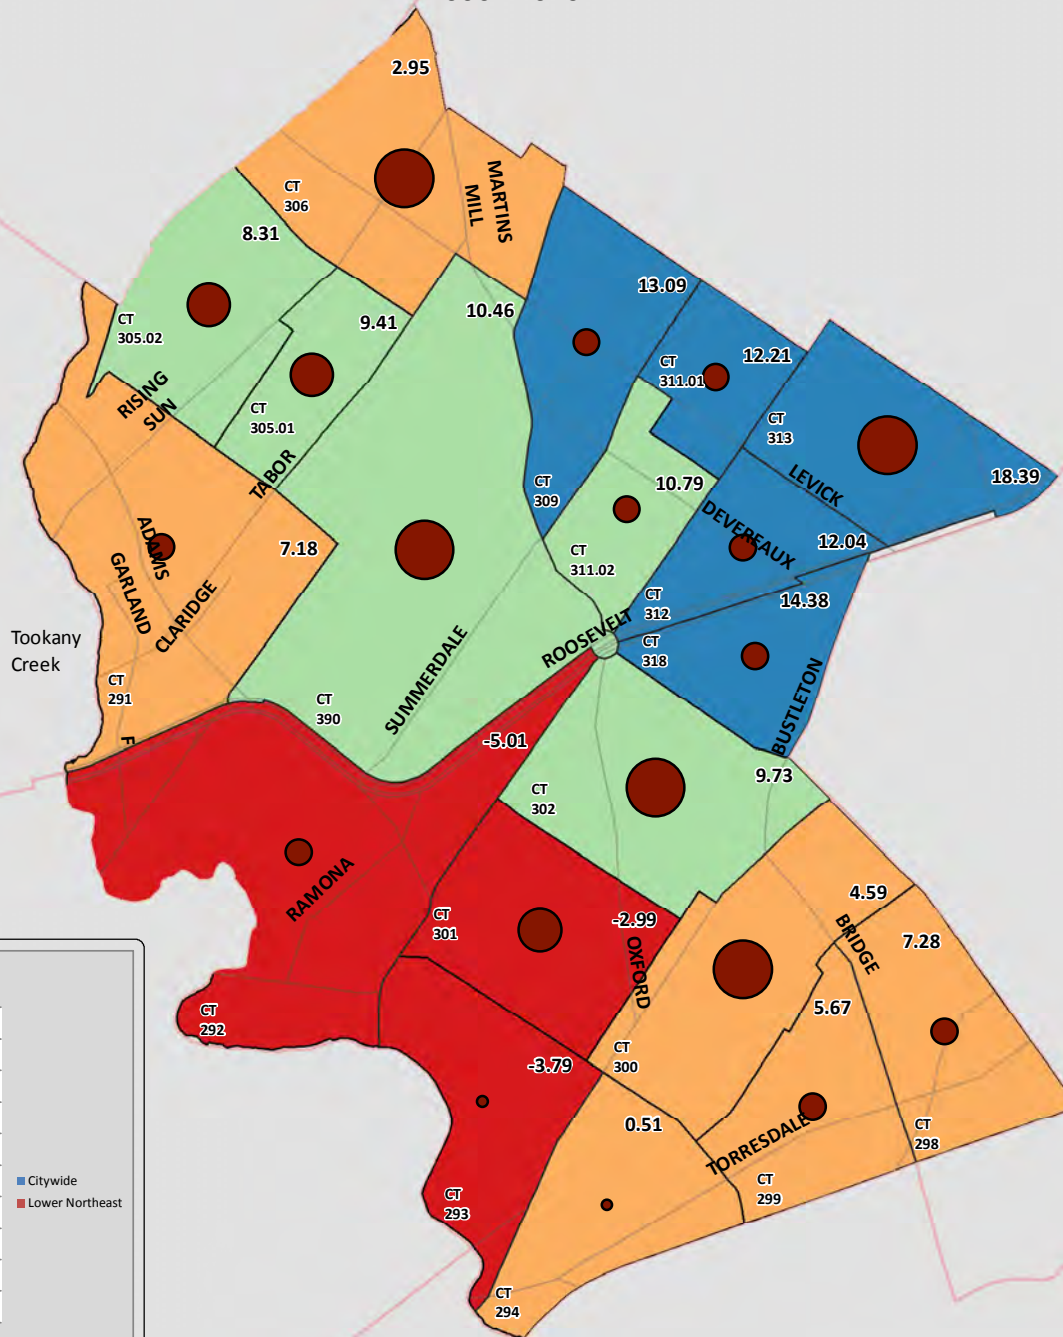 2.95
MARTINS
MILL
CT
306
8.31
13.09
10.46
CT
305.02
9.41
12.21
CT
311.01
RISING
SUN
CT
305.01
CT
313
18.39
TABOR
LEVICK
10.79
CT
309
DEVEREAUX
12.04
ADAMS
7.18
CT
311.02
GARLAND
CLARIDGE
CT
312
14.38
Tookany
Creek
ROOSEVELT
CT
318
SUMMERDALE
CT
291
CT
390
BUSTLETON
F
-5.01
9.73
CT
302
RAMONA
4.59
CT
301
-2.99
BRIDGE
7.28
OXFORD
CT
292
5.67
CT
300
-3.79
0.51
TORRESDALE
CT
298
Citywide
Lower Northeast
CT
293
CT
299
CT
294